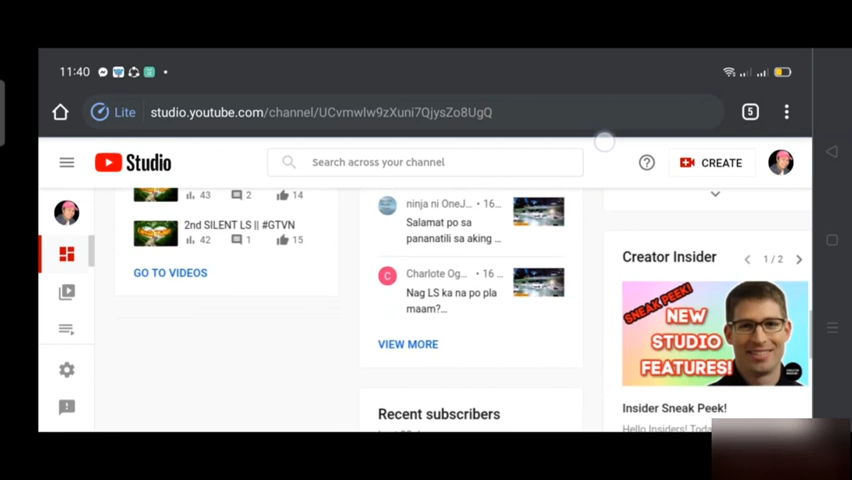 11:40
Lite studio.youtube.com/channel/UCvmwlw9zXuni7QjysZo8UgQ
5
Studio
Search across your channel
CREATE
43 2 14
2nd SILENT LS || #GTVN
42 1 15
GO TO VIDEOS
ninja ni OneJ... • 16...
Salamat po sa
pananatili sa aking ...
C
Charlote Og... • 16 ...
Nag LS ka na po pla
maam?...
VIEW MORE
Recent subscribers
Creator Insider
1 / 2
SNEAK PEEK!
NEW
STUDIO
FEATURES!
Insider Sneak Peek!
Hello Insiders! Toda